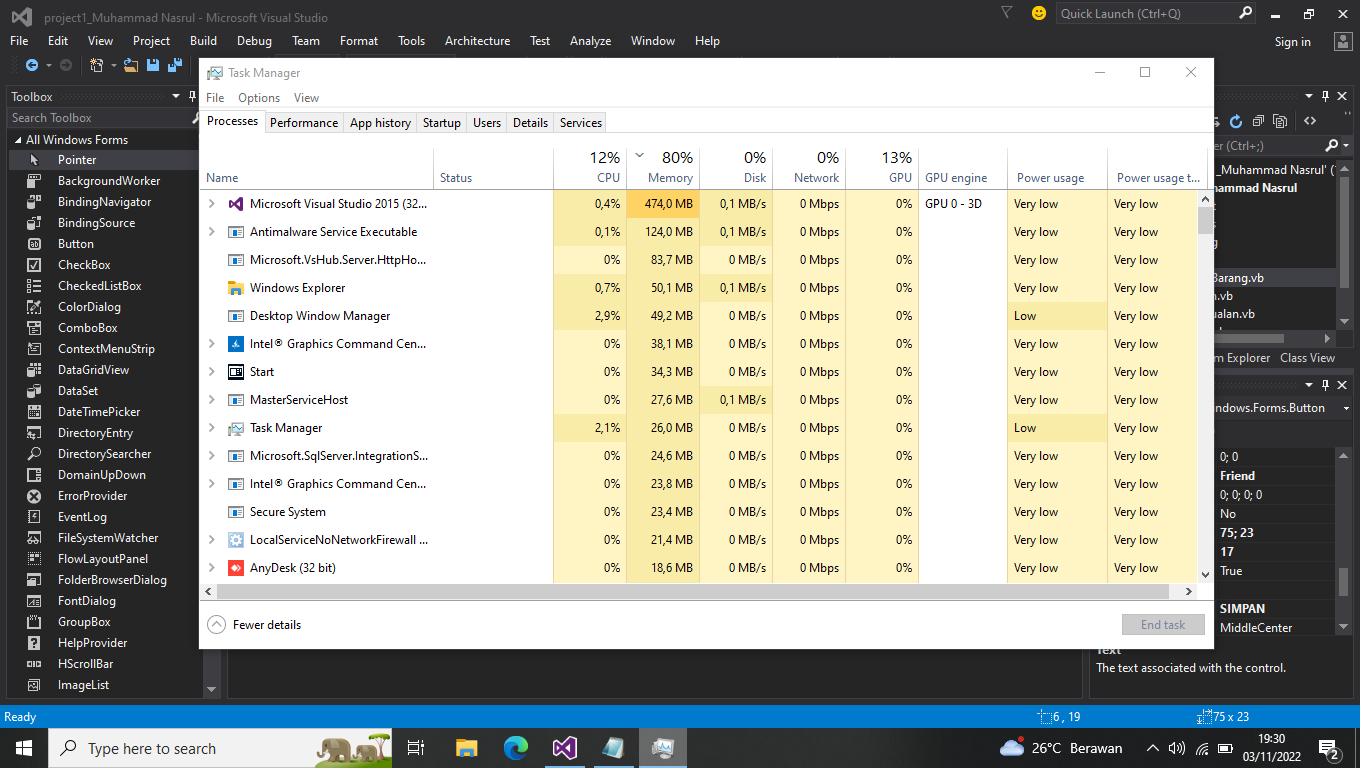 project1_Muhammad Nasrul - Microsoft Visual Studio
Quick Launch (Ctrl+Q)
File Edit View Project Build Debug Team Format Tools Architecture Test Analyze Window Help
Sign in
Toolbox
Search Toolbox
All Windows Forms
Pointer
BackgroundWorker
BindingNavigator
BindingSource
Button
CheckBox
CheckedListBox
ColorDialog
ComboBox
ContextMenuStrip
DataGridView
DataSet
DateTimePicker
DirectoryEntry
DirectorySearcher
DomainUpDown
ErrorProvider
EventLog
FileSystemWatcher
FlowLayoutPanel
FolderBrowserDialog
FontDialog
GroupBox
HelpProvider
HScrollBar
ImageList
Task Manager
File Options View
Processes Performance App history Startup Users Details Services
12% 80% 0% 0% 13%
Name Status CPU Memory Disk Network GPU GPU engine Power usage Power usage t...
Microsoft Visual Studio 2015 (32... 0,4% 474,0 MB 0,1 MB/s 0 Mbps 0% GPU 0 - 3D Very low Very low
Antimalware Service Executable 0,1% 124,0 MB 0,1 MB/s 0 Mbps 0% Very low Very low
Microsoft.VsHub.Server.HttpHo... 0% 83,7 MB 0 MB/s 0 Mbps 0% Very low Very low
Windows Explorer 0,7% 50,1 MB 0,1 MB/s 0 Mbps 0% Very low Very low
Desktop Window Manager 2,9% 49,2 MB 0 MB/s 0 Mbps 0% Low Very low
Intel® Graphics Command Cen... 0% 38,1 MB 0 MB/s 0 Mbps 0% Very low Very low
Start 0% 34,3 MB 0 MB/s 0 Mbps 0% Very low Very low
MasterServiceHost 0% 27,6 MB 0,1 MB/s 0 Mbps 0% Very low Very low
Task Manager 2,1% 26,0 MB 0 MB/s 0 Mbps 0% Low Very low
Microsoft.SqlServer.IntegrationS... 0% 24,6 MB 0 MB/s 0 Mbps 0% Very low Very low
Intel® Graphics Command Cen... 0% 23,8 MB 0 MB/s 0 Mbps 0% Very low Very low
Secure System 0% 23,4 MB 0 MB/s 0 Mbps 0% Very low Very low
LocalServiceNoNetworkFirewall ... 0% 21,4 MB 0 MB/s 0 Mbps 0% Very low Very low
AnyDesk (32 bit) 0% 18,6 MB 0 MB/s 0 Mbps 0% Very low Very low
Fewer details
End task
er (Ctrl+;)
_Muhammad Nasrul' (
hammad Nasrul
Barang.vb
n.vb
ualan.vb
m Explorer Class View
ndows.Forms.Button
0; 0
Friend
0; 0; 0; 0
No
75; 23
17
True
SIMPAN
MiddleCenter
Text
The text associated with the control.
Ready
6 , 19
75 x 23
Type here to search
26°C Berawan
19:30
03/11/2022
2